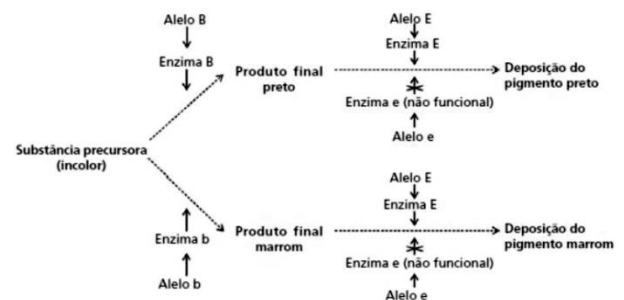 Alelo B
Enzima B
Alelo E
Enzima E
Produto final
preto
Deposição do
pigmento preto
Enzima e (não funcional)
Alelo e
Substância precursora
(incolor)
Alelo E
Enzima E
Enzima b
Alelo b
Produto final
marrom
Deposição do
pigmento marrom
Enzima e (não funcional)
Alelo e